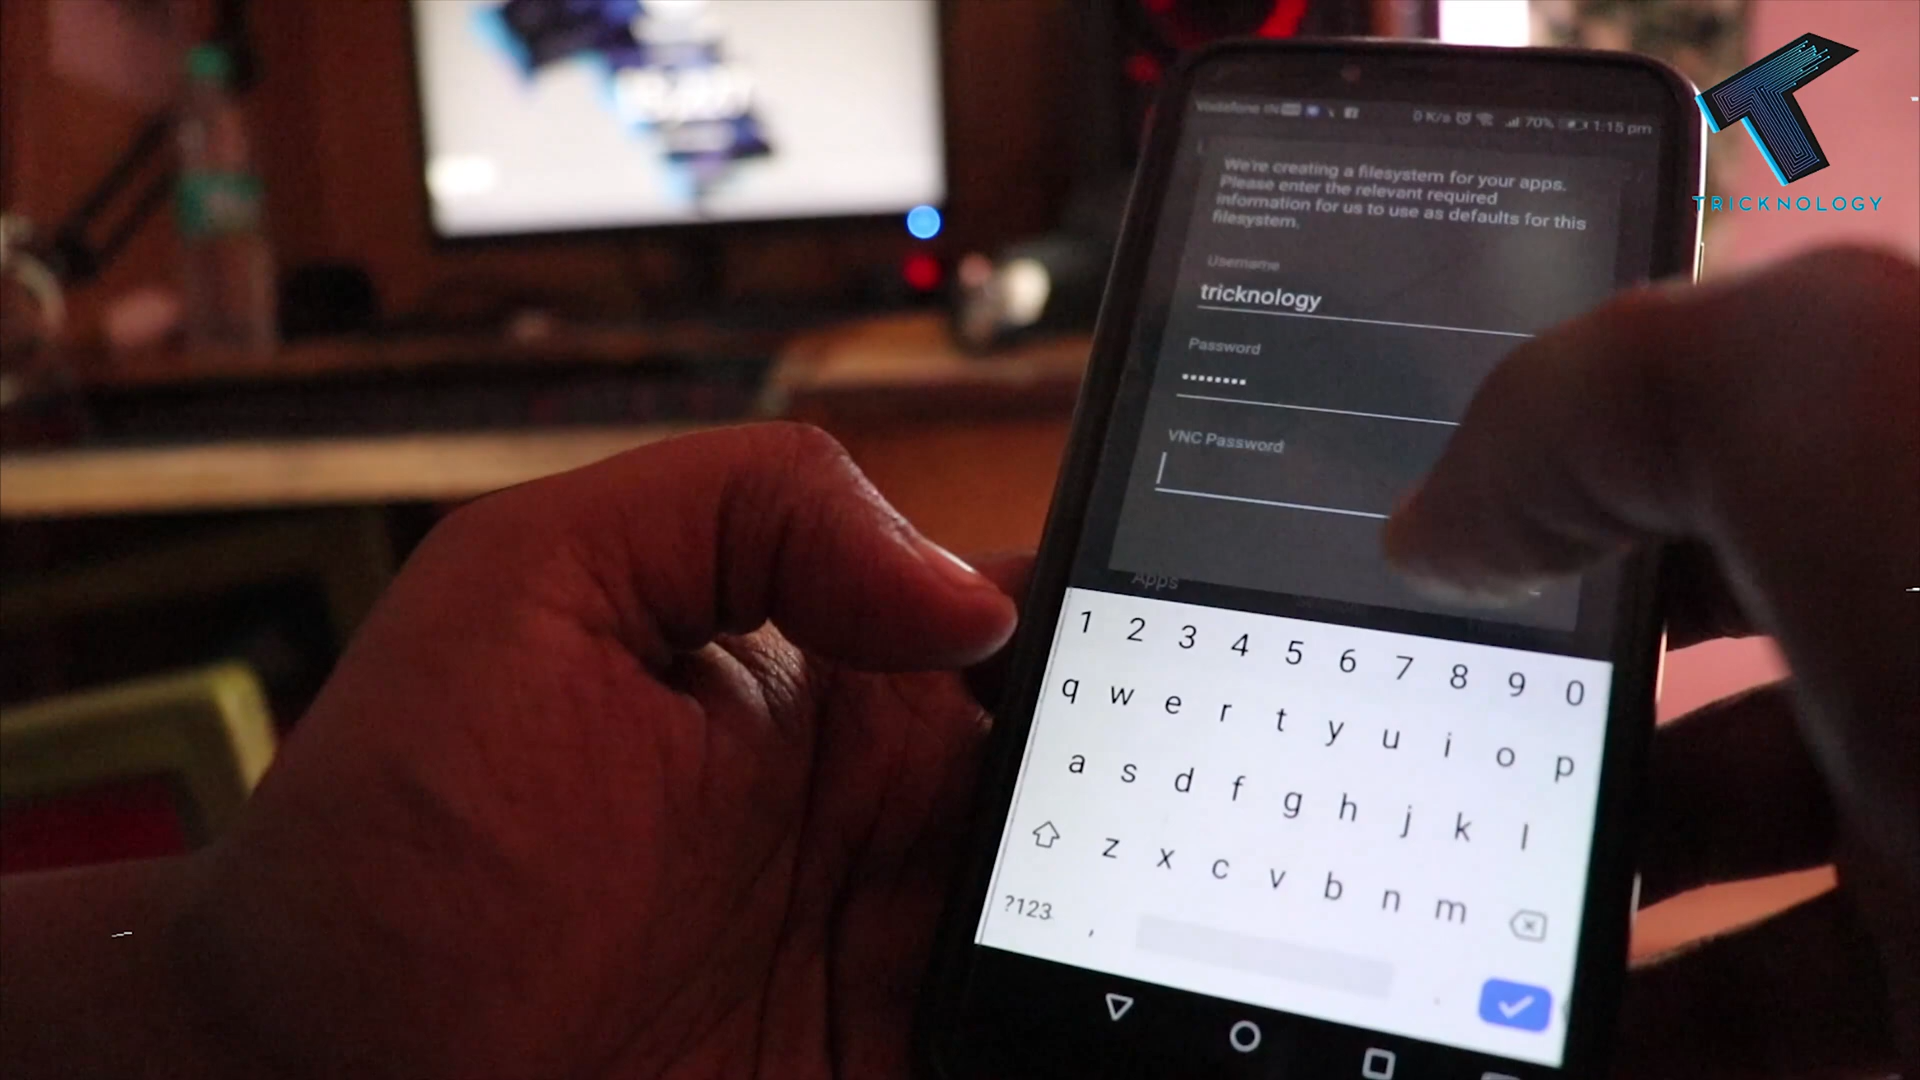 TRICKNOLOGY
Vodafone IN 0 K/s 70% 1:15 pm
We're creating a filesystem for your apps.
Please enter the relevant required
information for us to use as defaults for this
filesystem.
Username
tricknology
Password
••••••••
VNC Password
Apps
1 2 3 4 5 6 7 8 9 0
q w e r t y u i o p
a s d f g h j k l
z x c v b n m
?123 , .